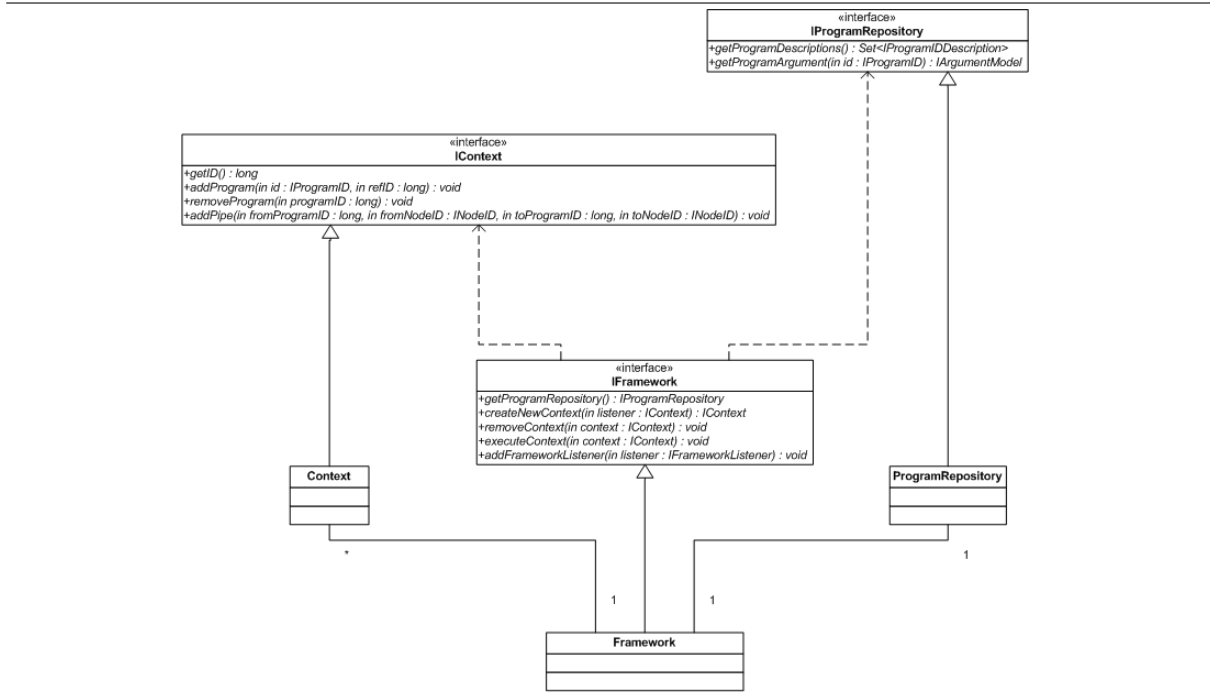 «interface»
IProgramRepository
+getProgramDescriptions() : Set<IProgramIDDescription>
+getProgramArgument(in id : IProgramID) : IArgumentModel
«interface»
IContext
+getID() : long
+addProgram(in id : IProgramID, in refID : long) : void
+removeProgram(in programID : long) : void
+addPipe(in fromProgramID : long, in fromNodeID : INodeID, in toProgramID : long, in toNodeID : INodeID) : void
«interface»
IFramework
+getProgramRepository() : IProgramRepository
+createNewContext(in listener : IContext) : IContext
+removeContext(in context : IContext) : void
+executeContext(in context : IContext) : void
+addFrameworkListener(in listener : IFrameworkListener) : void
Context
ProgramRepository
*
1
1
1
Framework